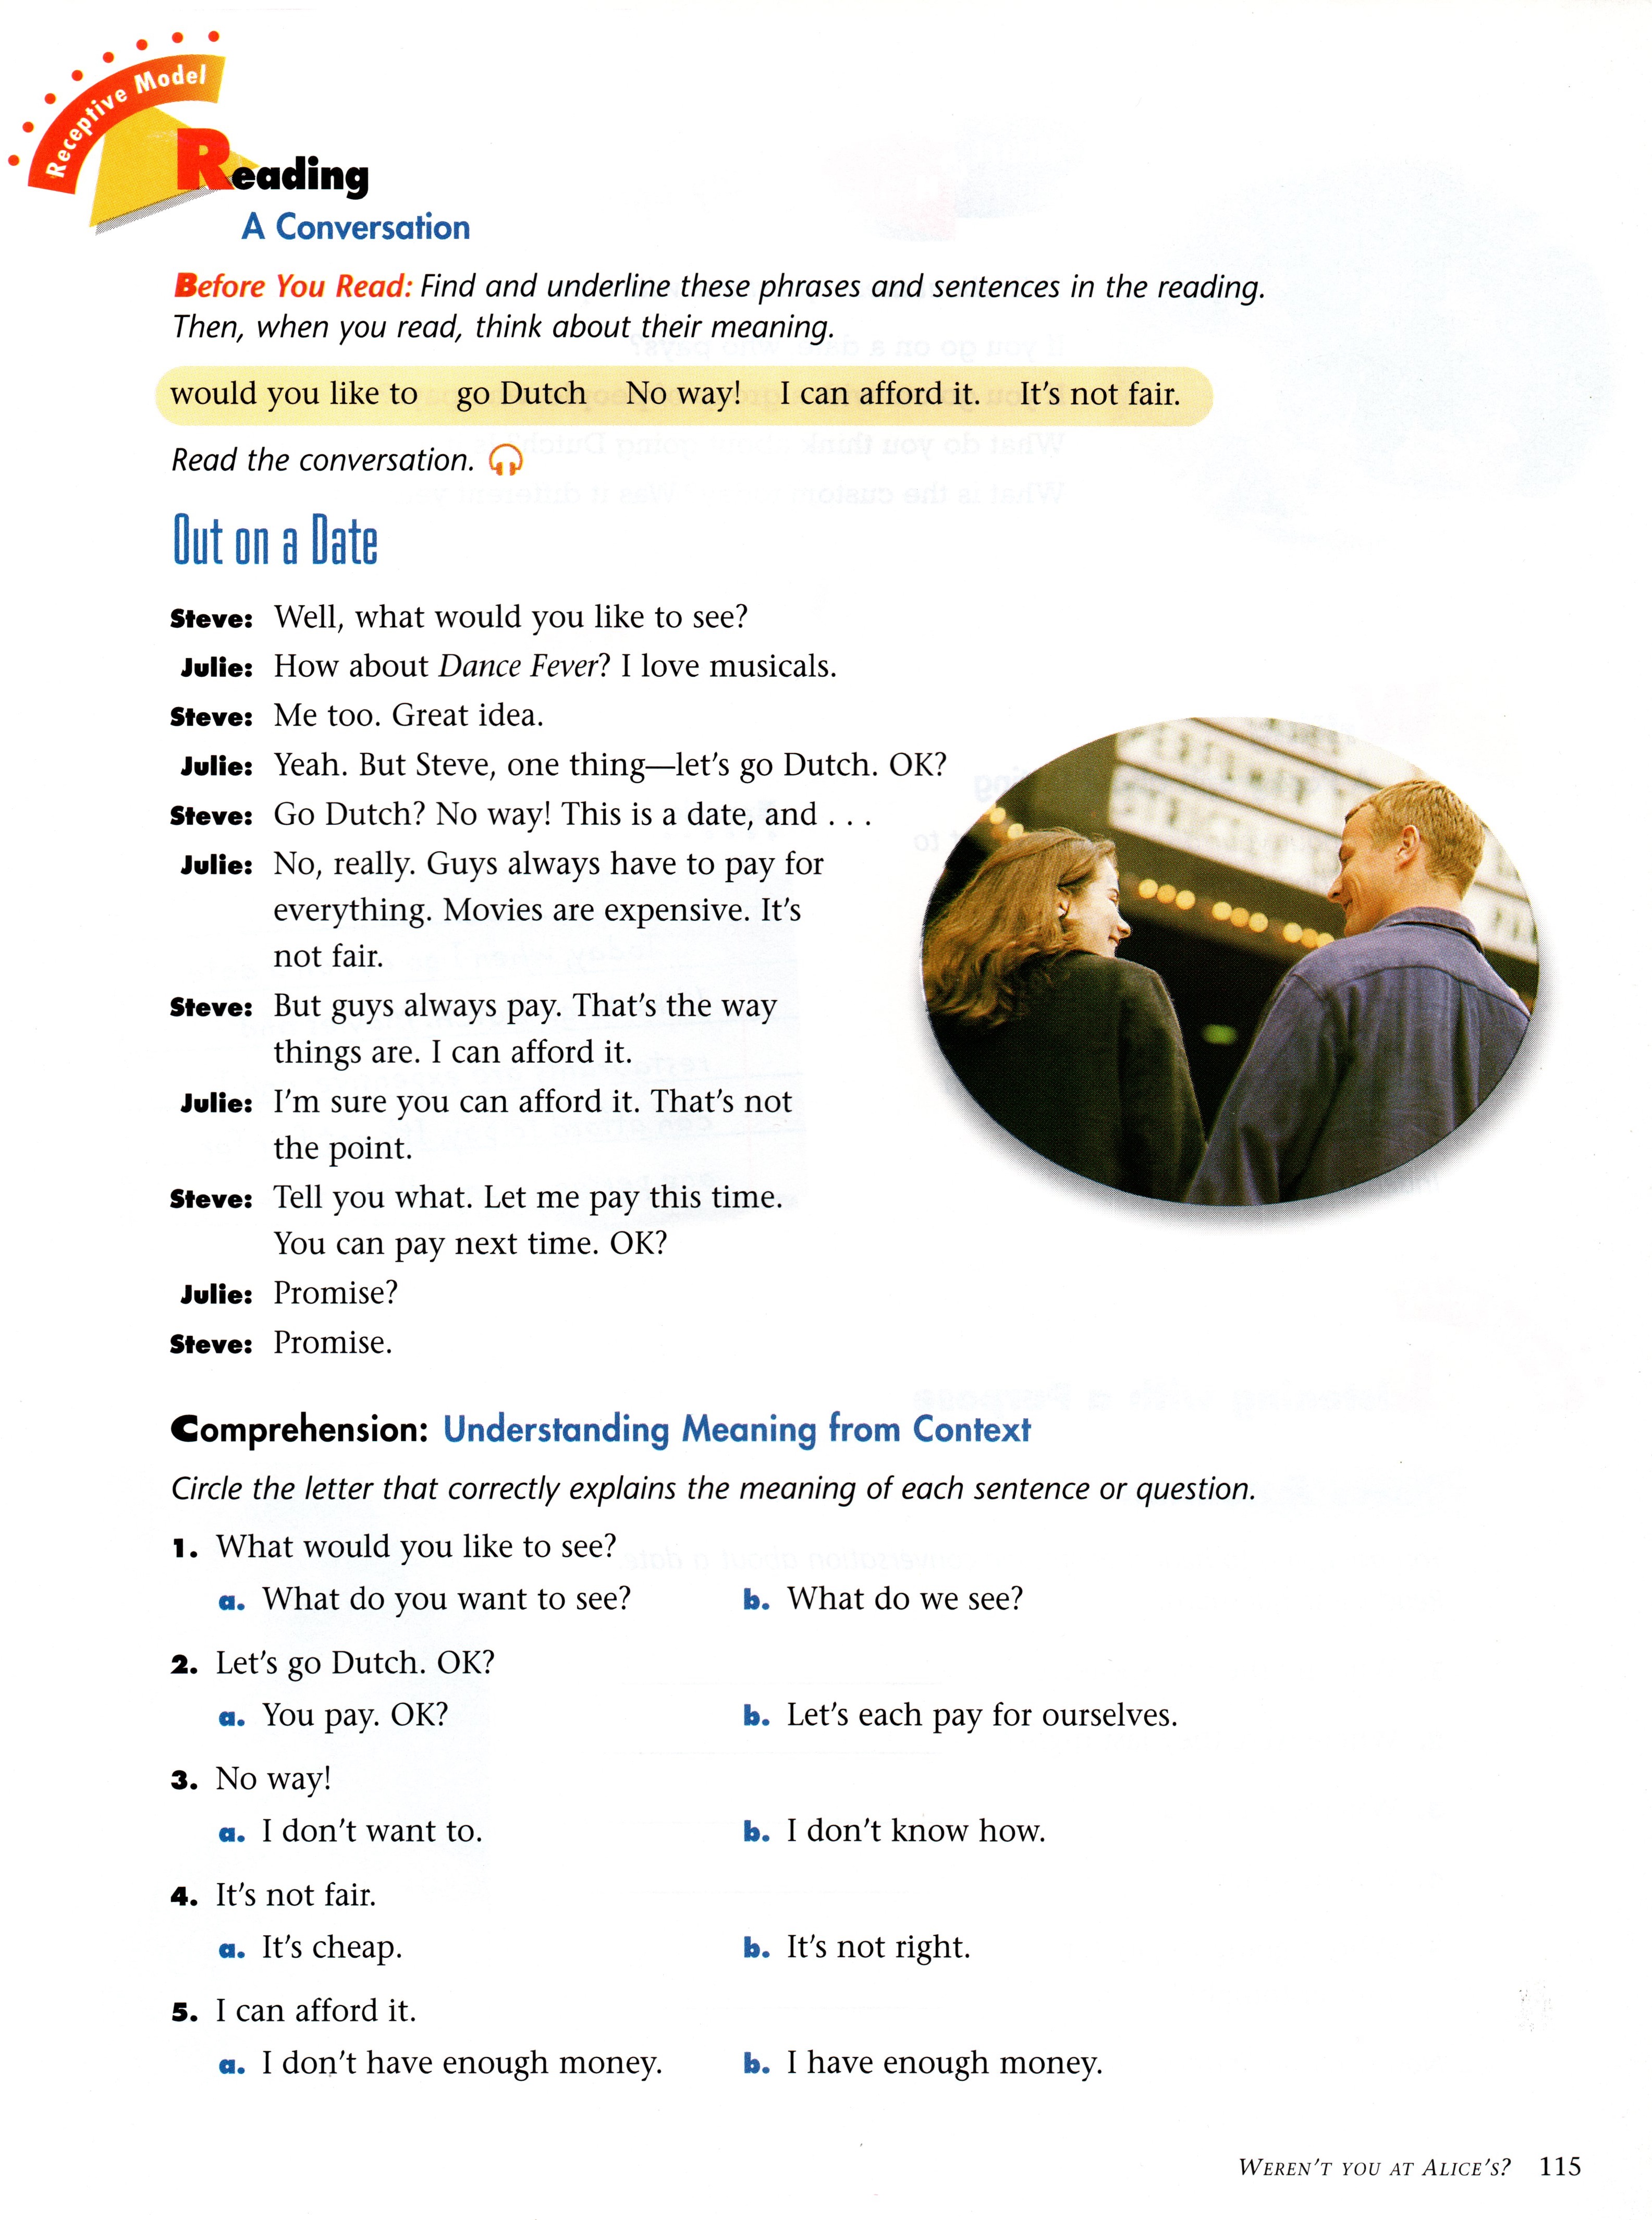 Receptive Model
Reading
A Conversation
Before You Read: Find and underline these phrases and sentences in the reading.
Then, when you read, think about their meaning.
would you like to go Dutch No way! I can afford it. It's not fair.
Read the conversation.
Out on a Date
Steve: Well, what would you like to see?
Julie: How about Dance Fever? I love musicals.
Steve: Me too. Great idea.
Julie: Yeah. But Steve, one thing—let's go Dutch. OK?
Steve: Go Dutch? No way! This is a date, and . . .
Julie: No, really. Guys always have to pay for
everything. Movies are expensive. It's
not fair.
Steve: But guys always pay. That's the way
things are. I can afford it.
Julie: I'm sure you can afford it. That's not
the point.
Steve: Tell you what. Let me pay this time.
You can pay next time. OK?
Julie: Promise?
Steve: Promise.
Comprehension: Understanding Meaning from Context
Circle the letter that correctly explains the meaning of each sentence or question.
1. What would you like to see?
a. What do you want to see? b. What do we see?
2. Let's go Dutch. OK?
a. You pay. OK? b. Let's each pay for ourselves.
3. No way!
a. I don't want to. b. I don't know how.
4. It's not fair.
a. It's cheap. b. It's not right.
5. I can afford it.
a. I don't have enough money. b. I have enough money.
WEREN'T YOU AT ALICE'S? 115